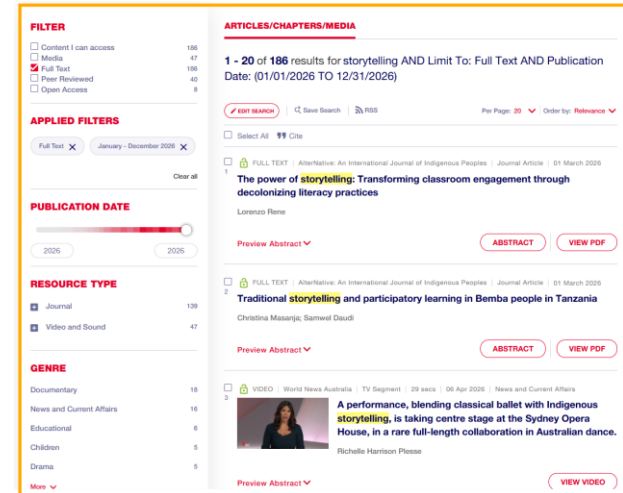 FILTER
Content I can access 186
Media 47
Full Text 186
Peer Reviewed 40
Open Access 8
APPLIED FILTERS
Full Text X
January - December 2026 X
Clear all
PUBLICATION DATE
2026
2026
RESOURCE TYPE
Journal 139
Video and Sound 47
GENRE
Documentary 18
News and Current Affairs 16
Educational 6
Children 5
Drama 5
More
ARTICLES/CHAPTERS/MEDIA
1 - 20 of 186 results for storytelling AND Limit To: Full Text AND Publication
Date: (01/01/2026 TO 12/31/2026)
EDIT SEARCH | Save Search | RSS
Per Page: 20 | Order by: Relevance
Select All Cite
1
FULL TEXT | AlterNative: An International Journal of Indigenous Peoples | Journal Article | 01 March 2026
The power of storytelling: Transforming classroom engagement through
decolonizing literacy practices
Lorenzo Rene
Preview Abstract
ABSTRACT
VIEW PDF
2
FULL TEXT | AlterNative: An International Journal of Indigenous Peoples | Journal Article | 01 March 2026
Traditional storytelling and participatory learning in Bemba people in Tanzania
Christina Masanja; Samwel Daudi
Preview Abstract
ABSTRACT
VIEW PDF
3
VIDEO | World News Australia | TV Segment | 29 secs | 06 Apr 2026 | News and Current Affairs
A performance, blending classical ballet with Indigenous
storytelling, is taking centre stage at the Sydney Opera
House, in a rare full-length collaboration in Australian dance.
Richelle Harrison Plesse
Preview Abstract
VIEW VIDEO